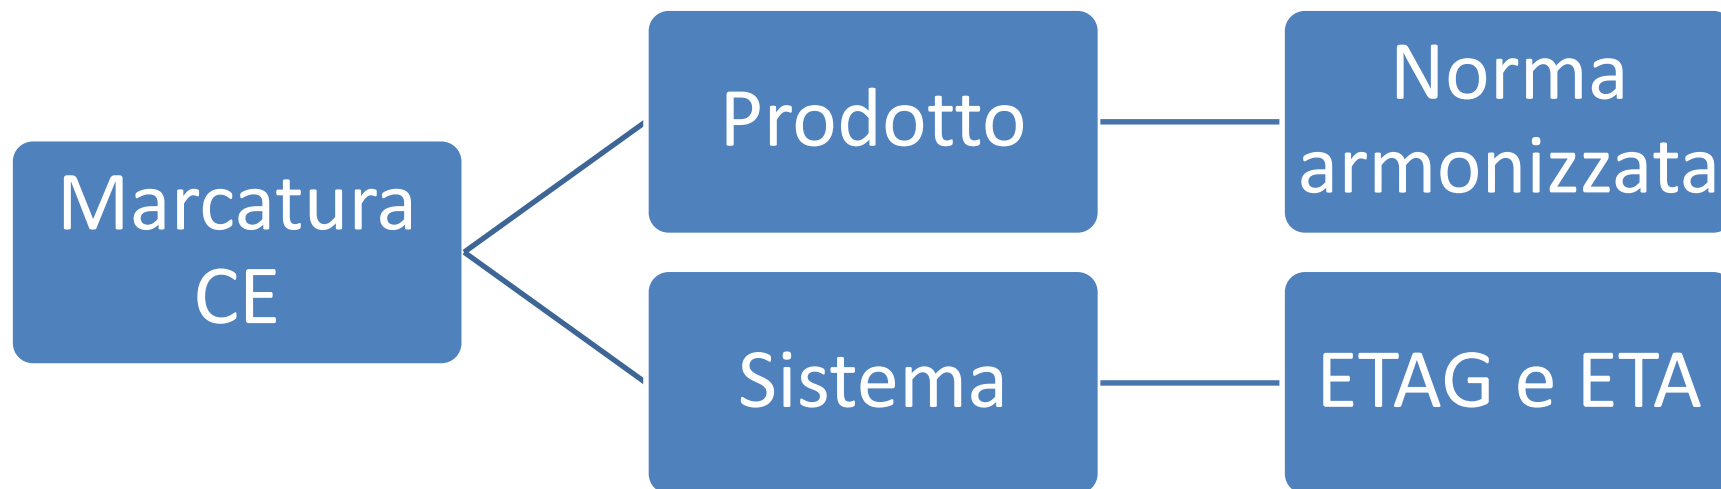 Marcatura
CE
Prodotto
Norma
armonizzata
Sistema
ETAG e ETA